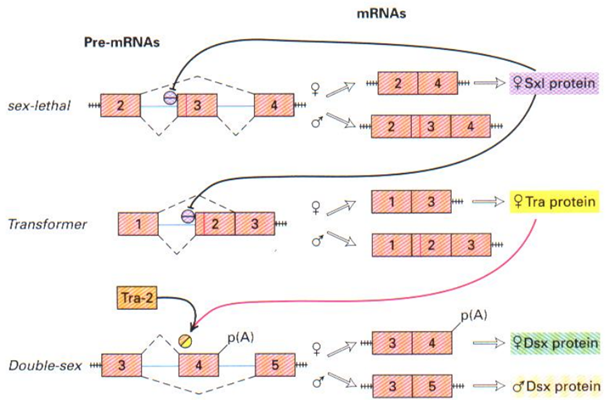 mRNAs
Pre-mRNAs
sex-lethal 2 3 4 ♀ 2 4 ♀Sxl protein
♂ 2 3 4
Transformer 1 2 3 ♀ 1 3 ♀Tra protein
♂ 1 2 3
Tra-2
p(A) p(A)
Double-sex 3 4 5 ♀ 3 4 ♀Dsx protein
♂ 3 5 ♂Dsx protein